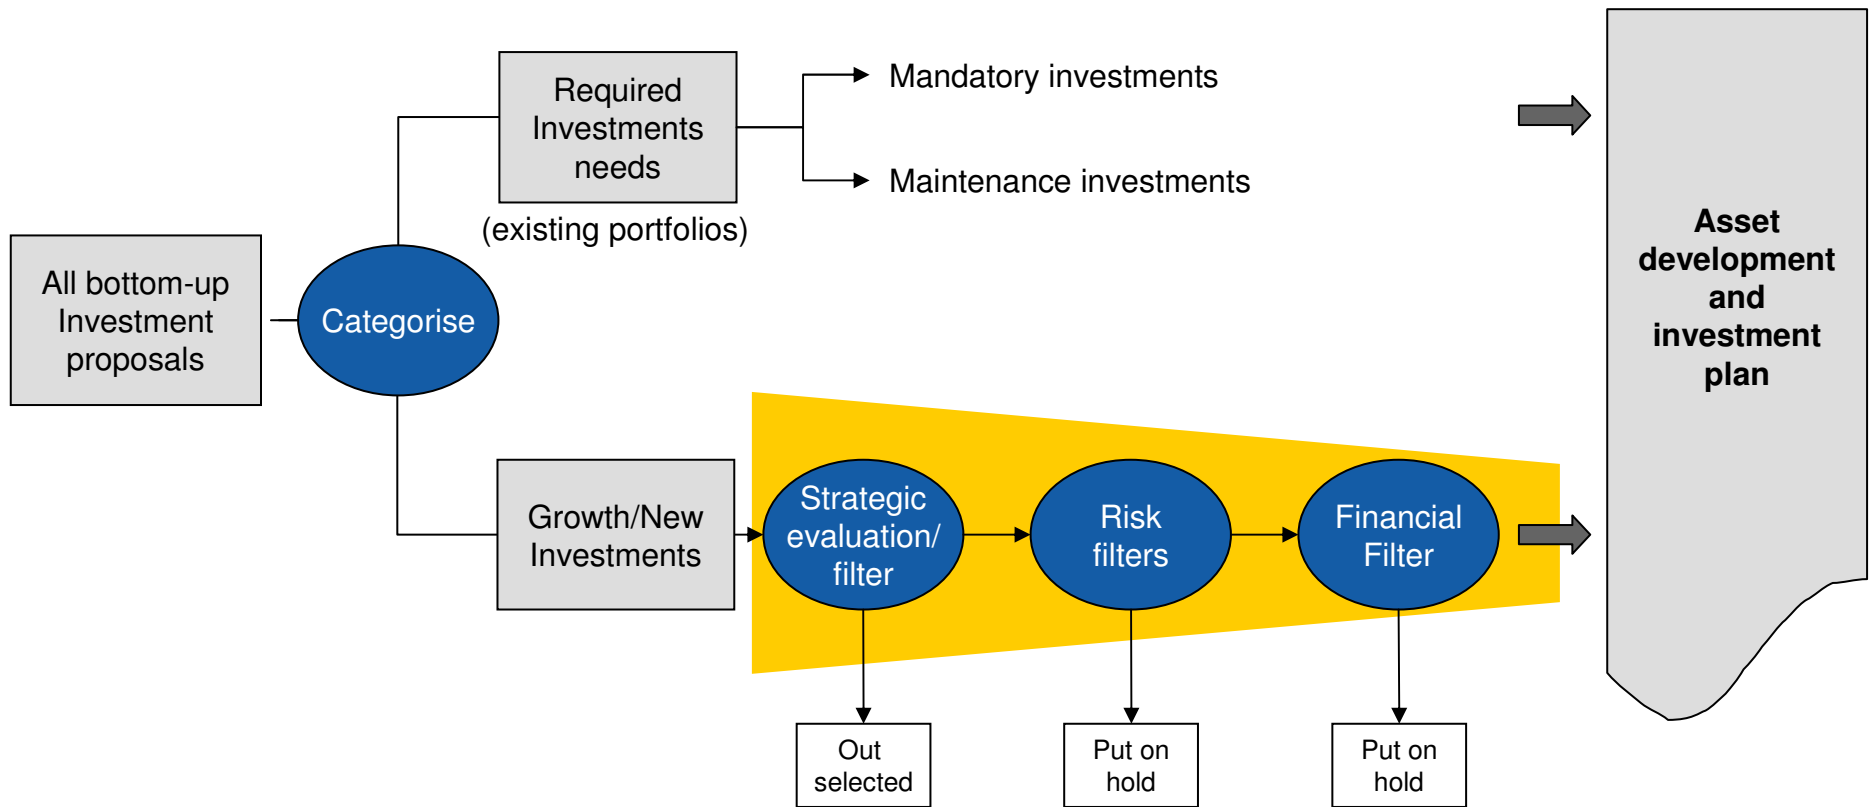 Required
Investments
needs
(existing portfolios)
Mandatory investments
Maintenance investments
All bottom-up
Investment
proposals
Categorise
Growth/New
Investments
Strategic
evaluation/
filter
Risk
filters
Financial
Filter
Out
selected
Put on
hold
Put on
hold
Asset
development
and
investment
plan